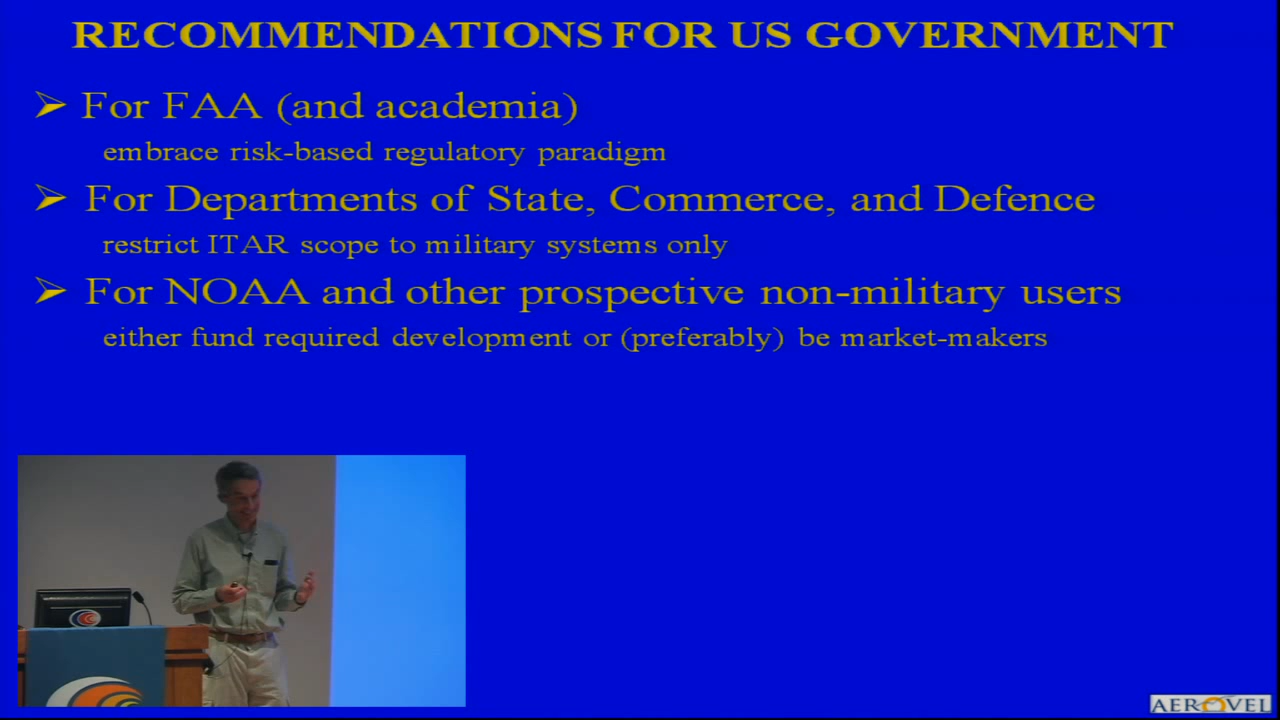 RECOMMENDATIONS FOR US GOVERNMENT
➢ For FAA (and academia)
embrace risk-based regulatory paradigm
➢ For Departments of State, Commerce, and Defence
restrict ITAR scope to military systems only
➢ For NOAA and other prospective non-military users
either fund required development or (preferably) be market-makers
AEROVEL